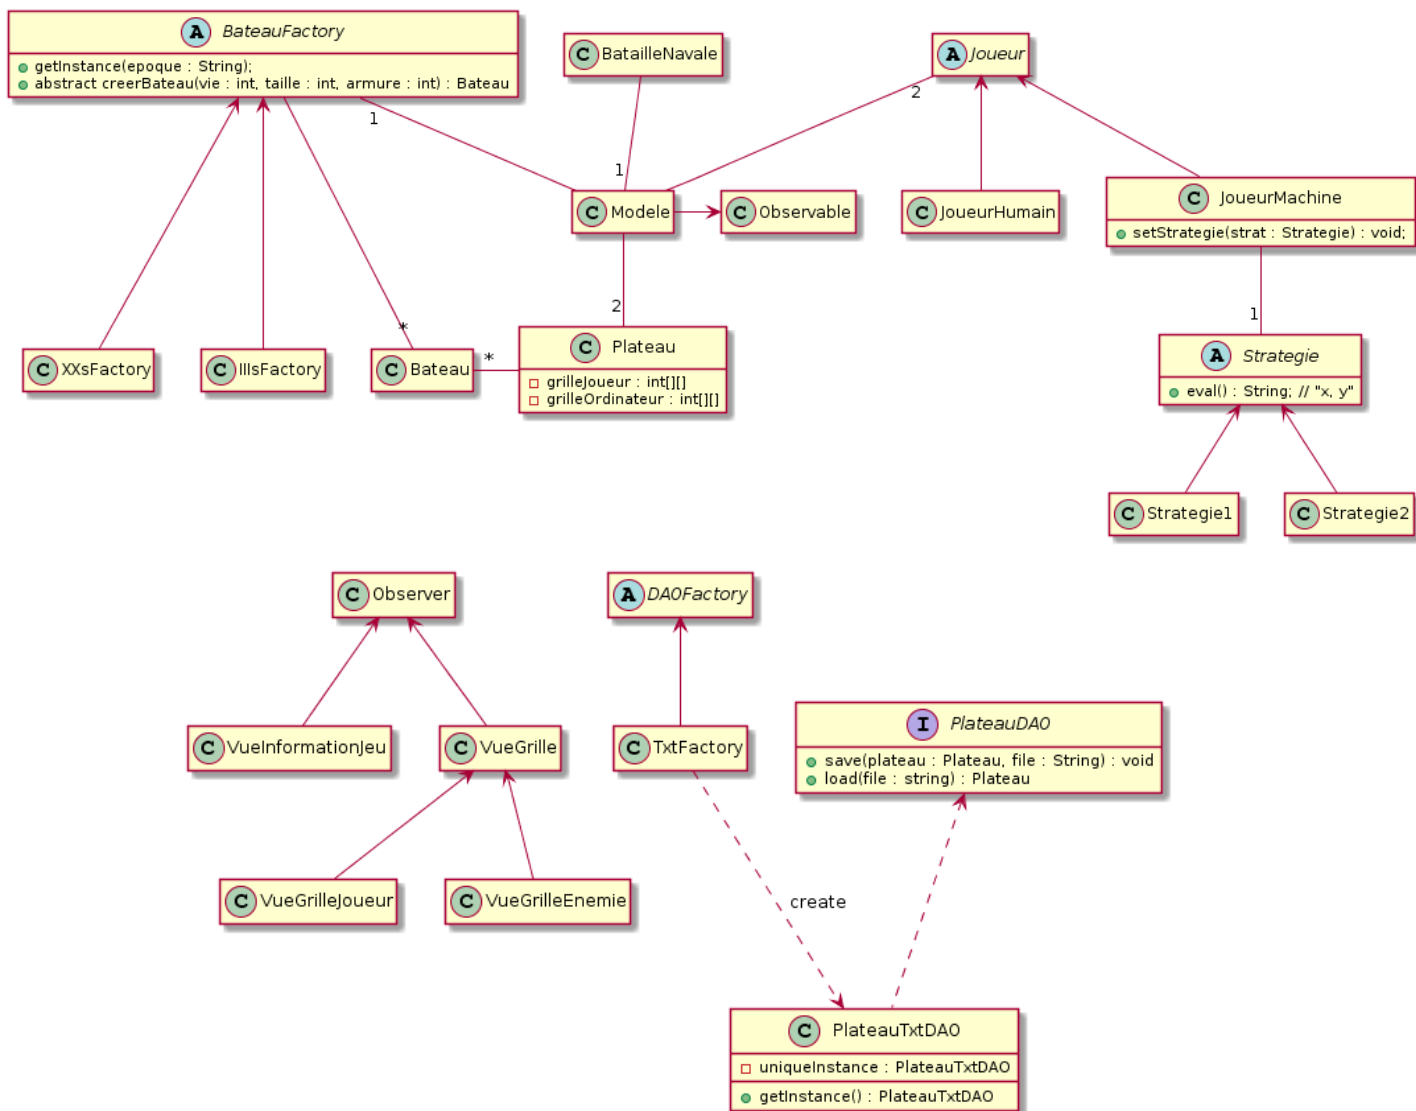 A BateauFactory
getInstance(epoque : String);
abstract creerBateau(vie : int, taille : int, armure : int) : Bateau
C BatailleNavale
A Joueur
1
2
1
C Modele
C Observable
C JoueurHumain
C JoueurMachine
setStrategie(strat : Strategie) : void;
2
1
*
C XXsFactory
C IIIsFactory
C Bateau
*
C Plateau
grilleJoueur : int[][]
grilleOrdinateur : int[][]
A Strategie
eval() : String; // "x, y"
C Strategie1
C Strategie2
C Observer
A DAOFactory
C VueInformationJeu
C VueGrille
C TxtFactory
I PlateauDAO
save(plateau : Plateau, file : String) : void
load(file : string) : Plateau
C VueGrilleJoueur
C VueGrilleEnemie
create
C PlateauTxtDAO
uniqueInstance : PlateauTxtDAO
getInstance() : PlateauTxtDAO